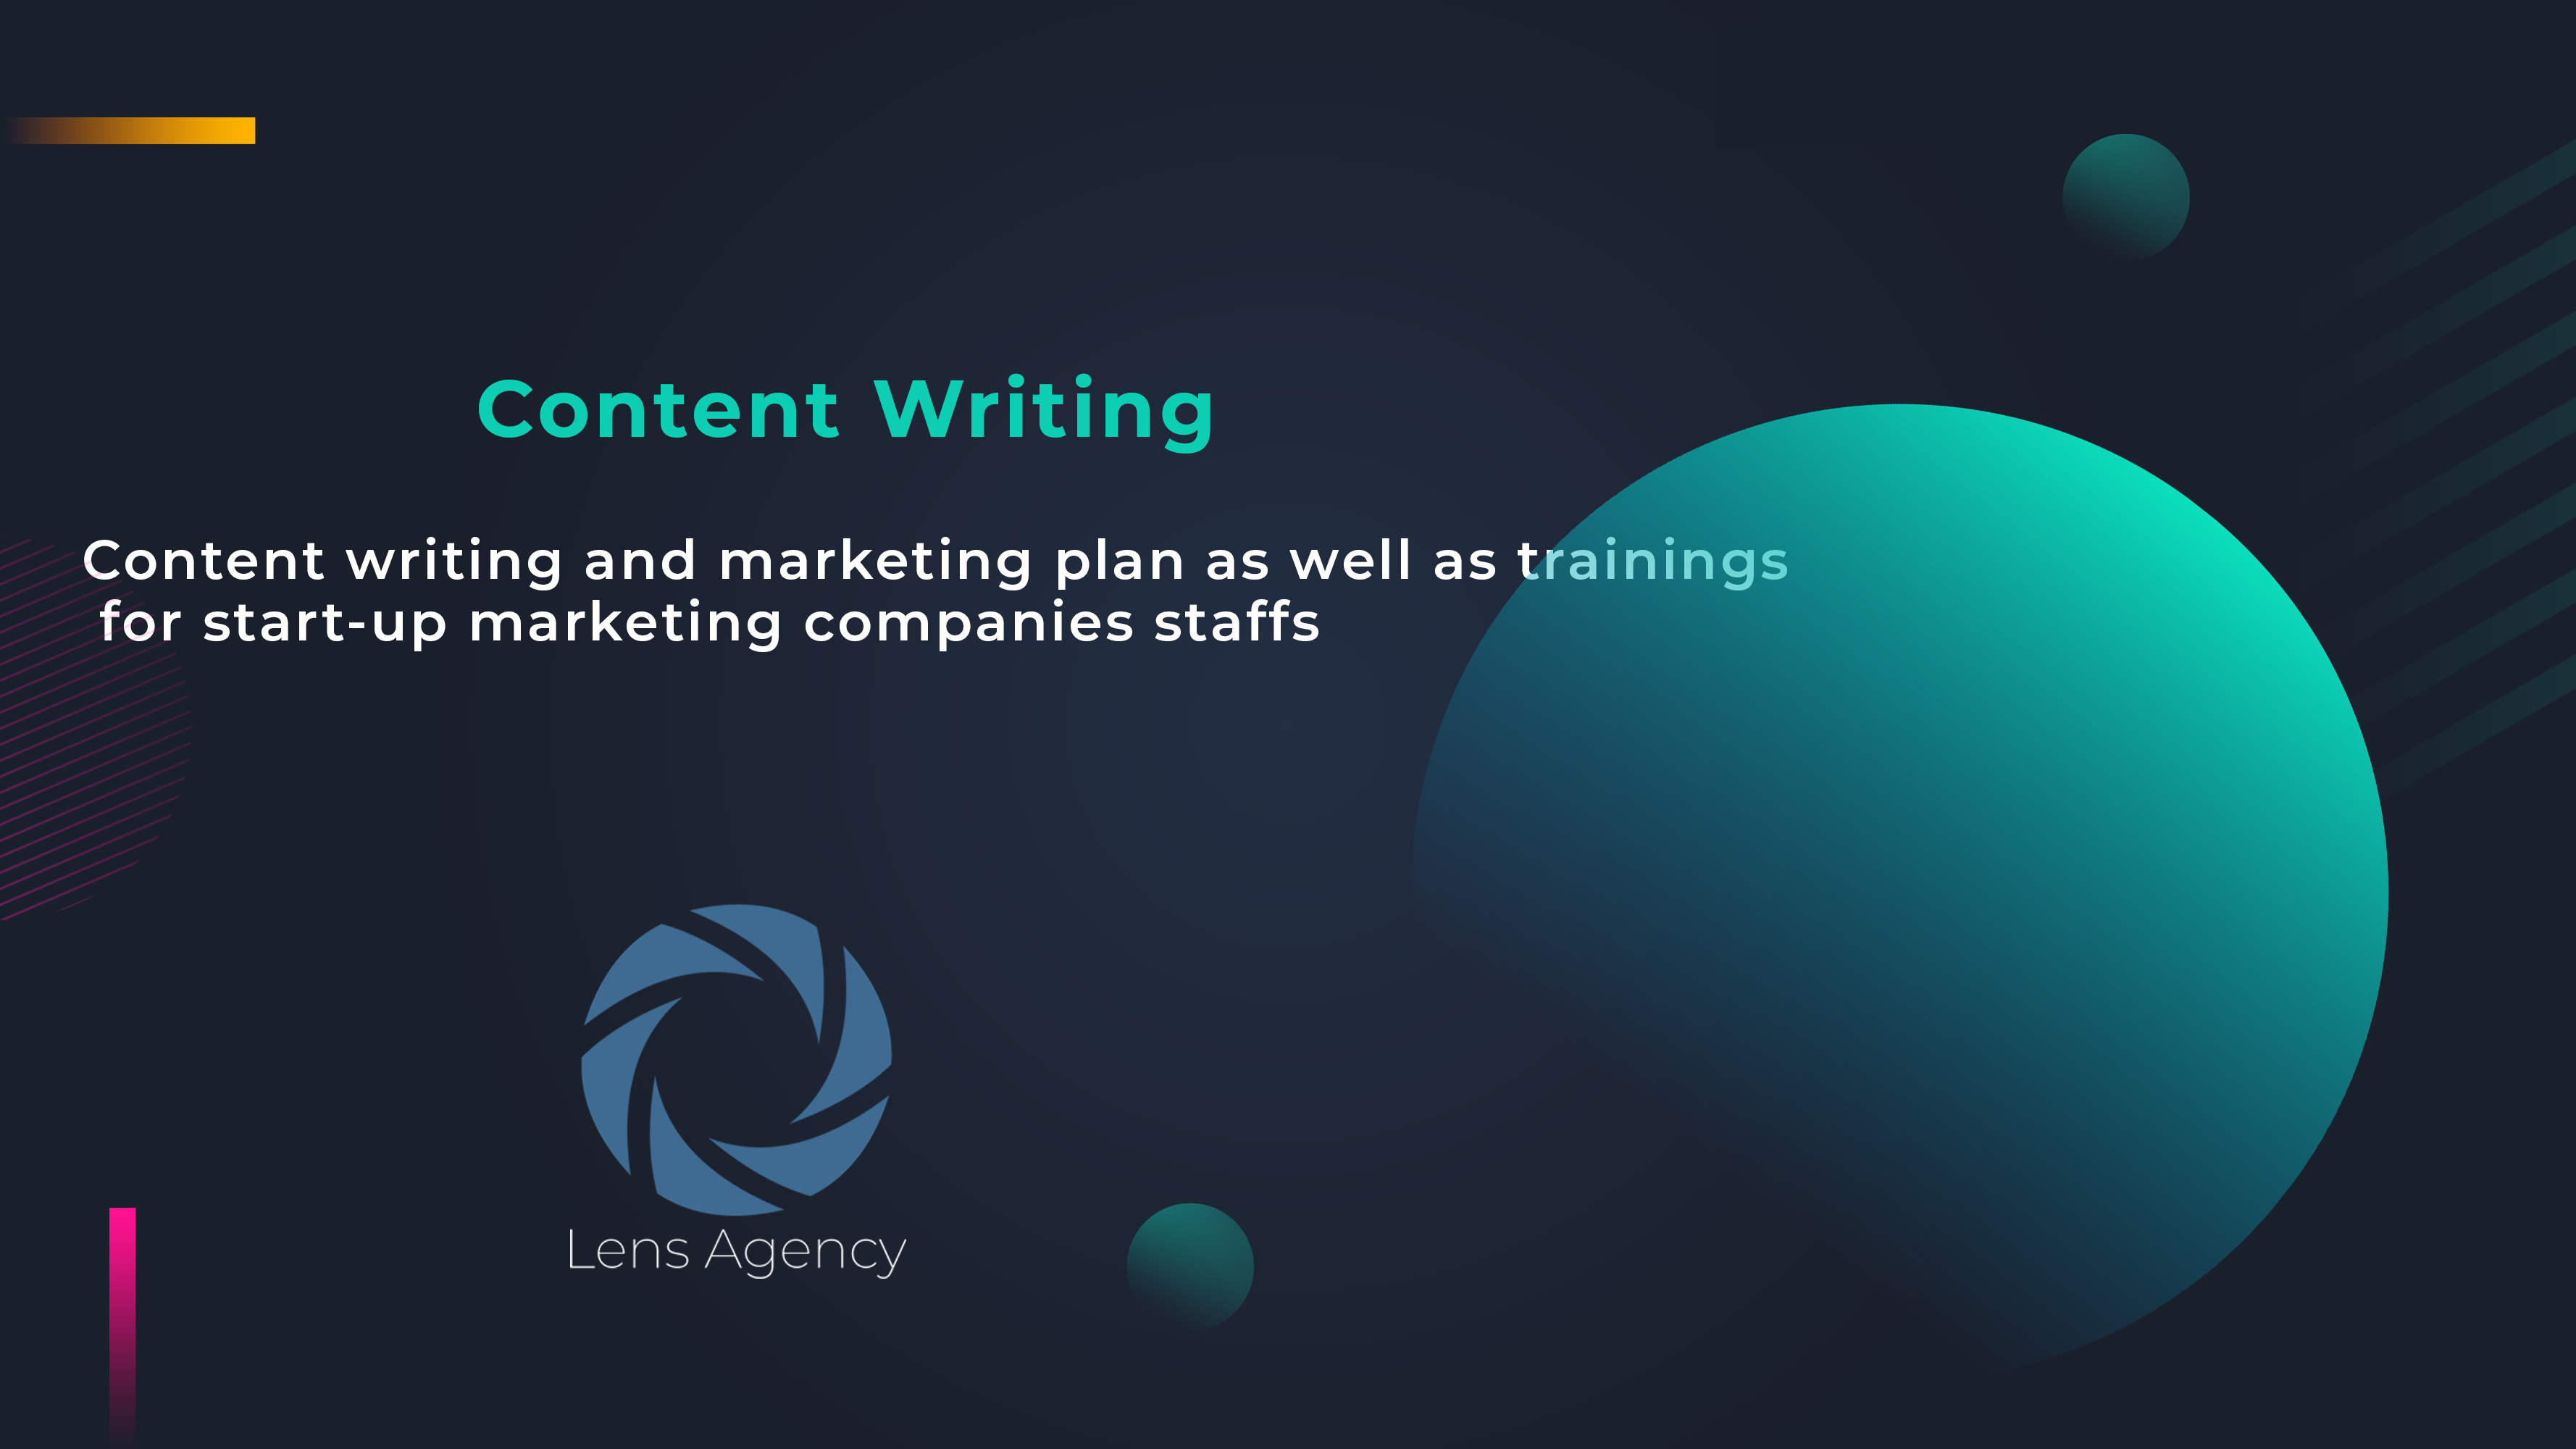 Content Writing
Content writing and marketing plan as well as trainings
for start-up marketing companies staffs
Lens Agency